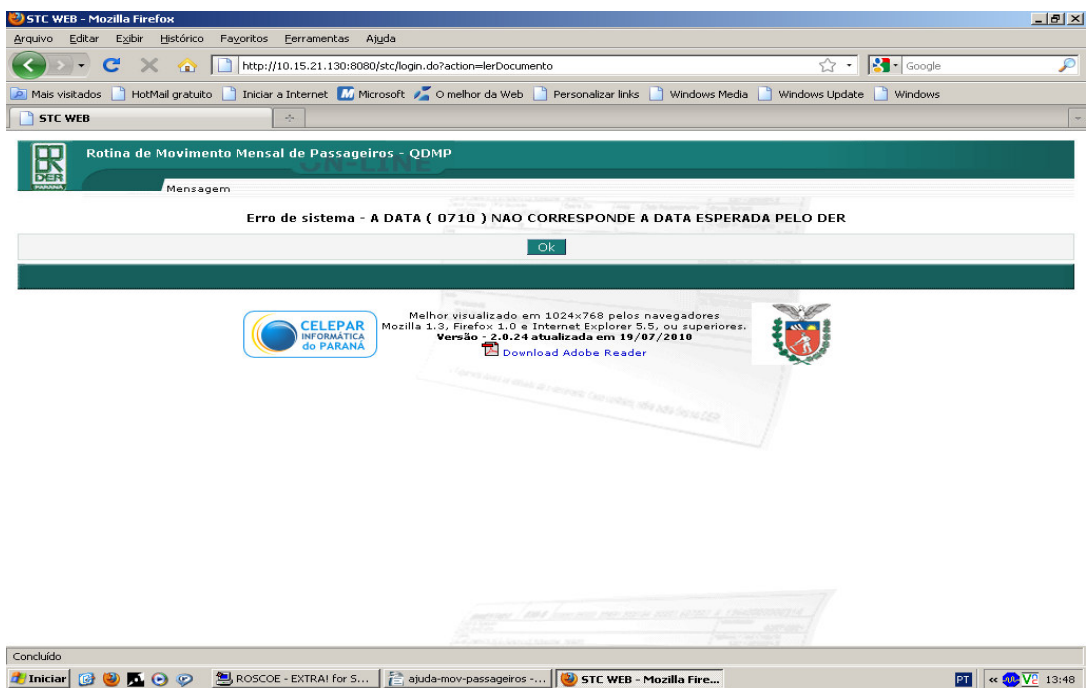 STC WEB - Mozilla Firefox
Arquivo Editar Exibir Histórico Favoritos Ferramentas Ajuda
http://10.15.21.130:8080/stc/login.do?action=lerDocumento
Google
Mais visitados HotMail gratuito Iniciar a Internet Microsoft O melhor da Web Personalizar links Windows Media Windows Update Windows
STC WEB
Rotina de Movimento Mensal de Passageiros - QDMP
ON-LINE
DER
PARANÁ
Mensagem
Erro de sistema - A DATA ( 0710 ) NAO CORRESPONDE A DATA ESPERADA PELO DER
Ok
CELEPAR
INFORMÁTICA
do PARANÁ
Melhor visualizado em 1024x768 pelos navegadores
Mozilla 1.3, Firefox 1.0 e Internet Explorer 5.5, ou superiores.
Versão - 2.0.24 atualizada em 19/07/2010
Download Adobe Reader
Concluído
Iniciar ROSCOE - EXTRA! for S... ajuda-mov-passageiros -... STC WEB - Mozilla Fire... PT 13:48